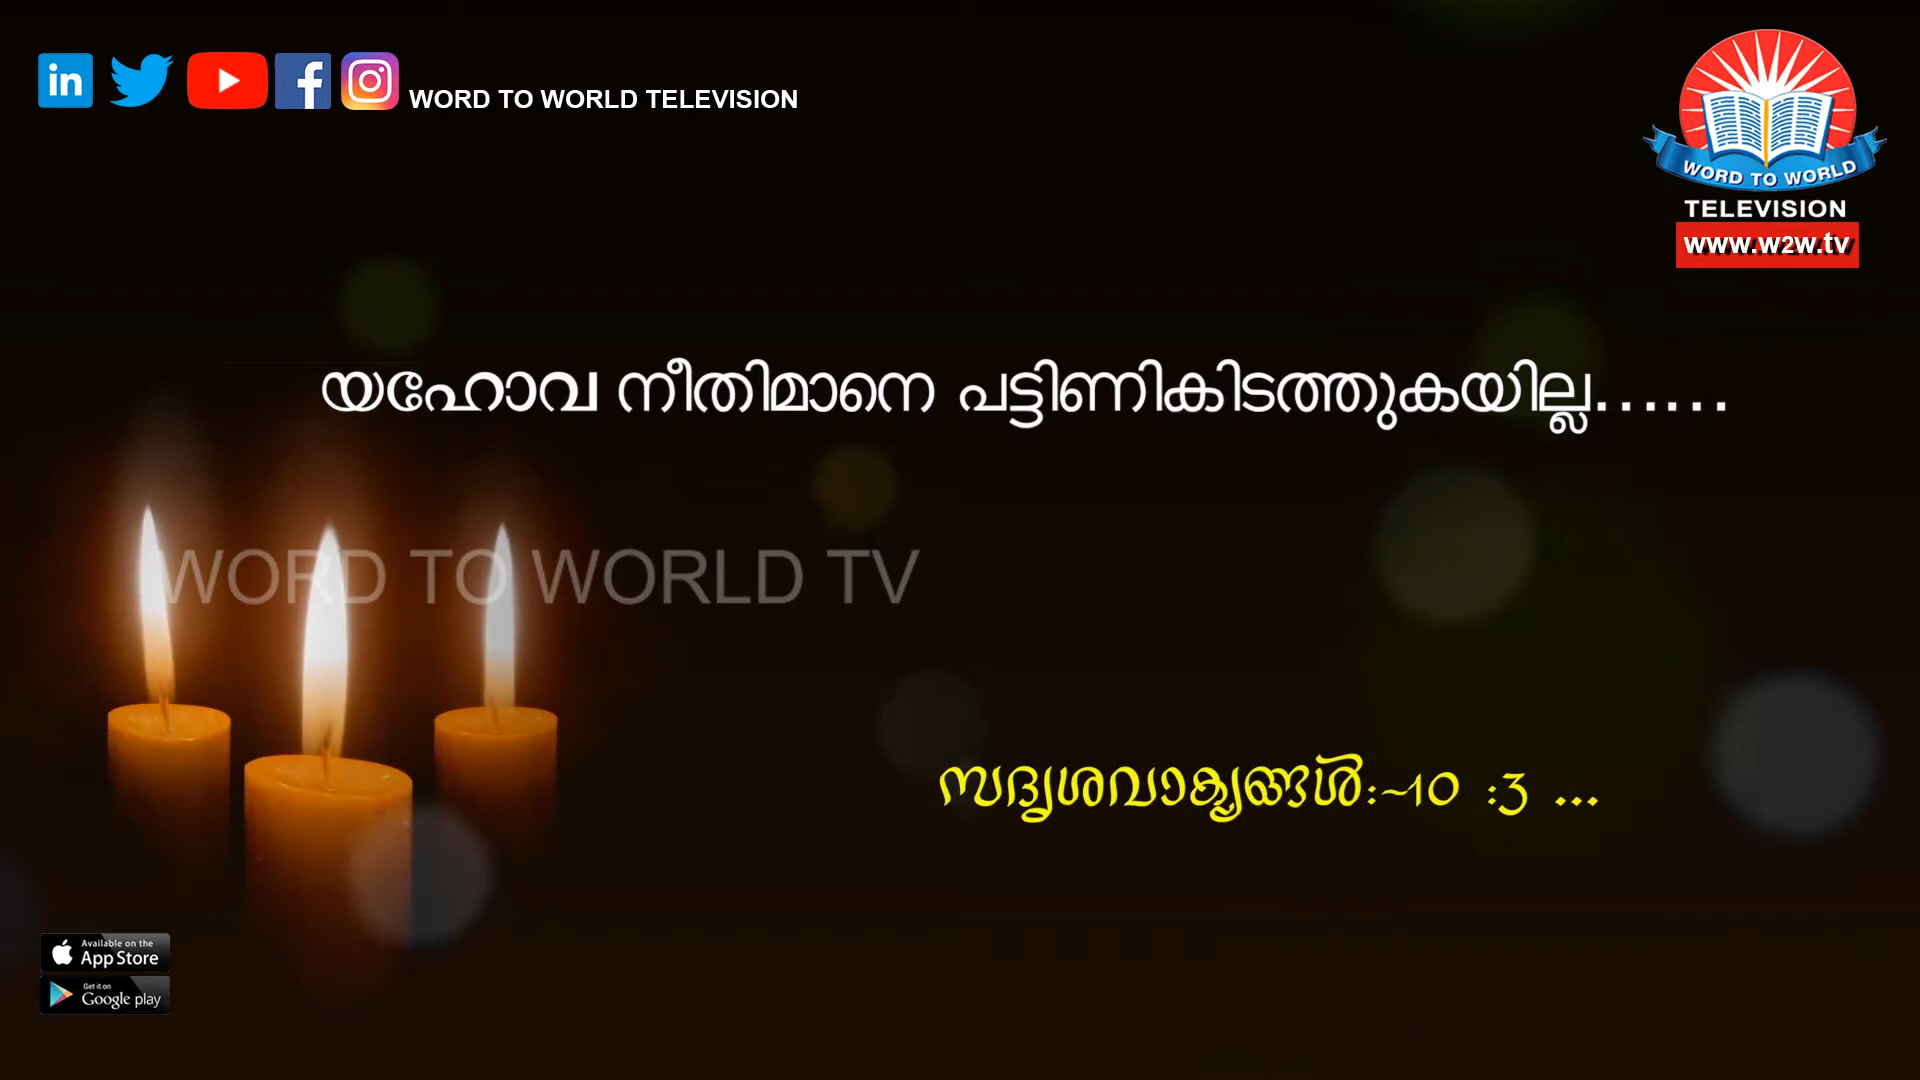 WORD TO WORLD TELEVISION
WORD TO WORLD
TELEVISION
www.w2w.tv
യഹോവ നീതിമാനെ പട്ടിണികിടത്തുകയില്ല......
WORD TO WORLD TV
സദൃശവാക്യങ്ങൾ:~10 :3 ...
Available on the
App Store
Get it on
Google play